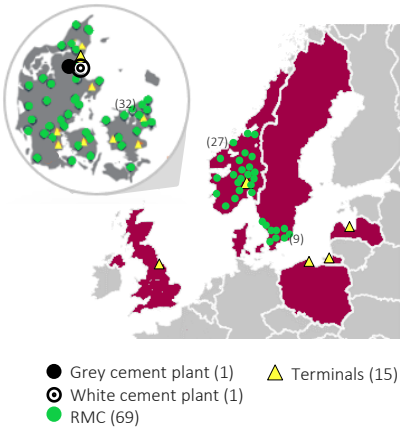 (32)
(27)
(9)
Grey cement plant (1)
Terminals (15)
White cement plant (1)
RMC (69)